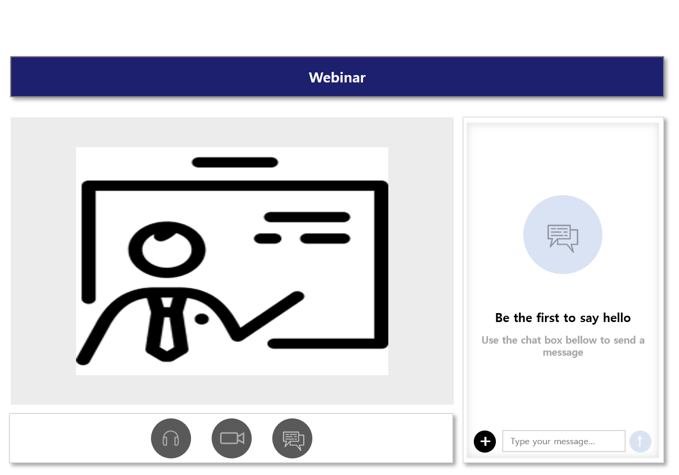 Webinar
Be the first to say hello
Use the chat box bellow to send a
message
Type your message...